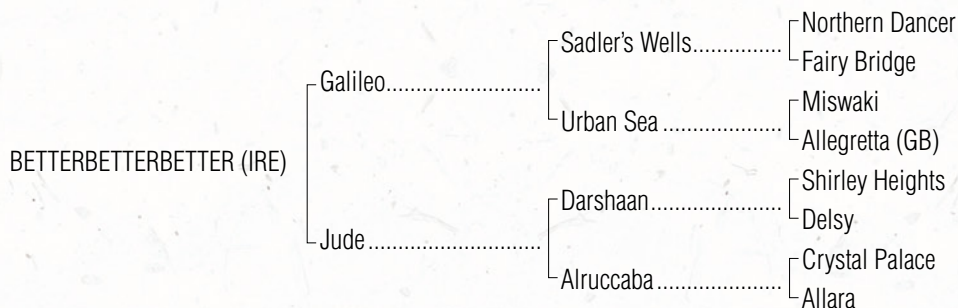 Northern Dancer
Sadler's Wells...............
Fairy Bridge
Galileo..........................
Miswaki
Urban Sea ....................
Allegretta (GB)
BETTERBETTERBETTER (IRE)
Shirley Heights
Darshaan......................
Delsy
Jude .............................
Crystal Palace
Alruccaba .....................
Allara